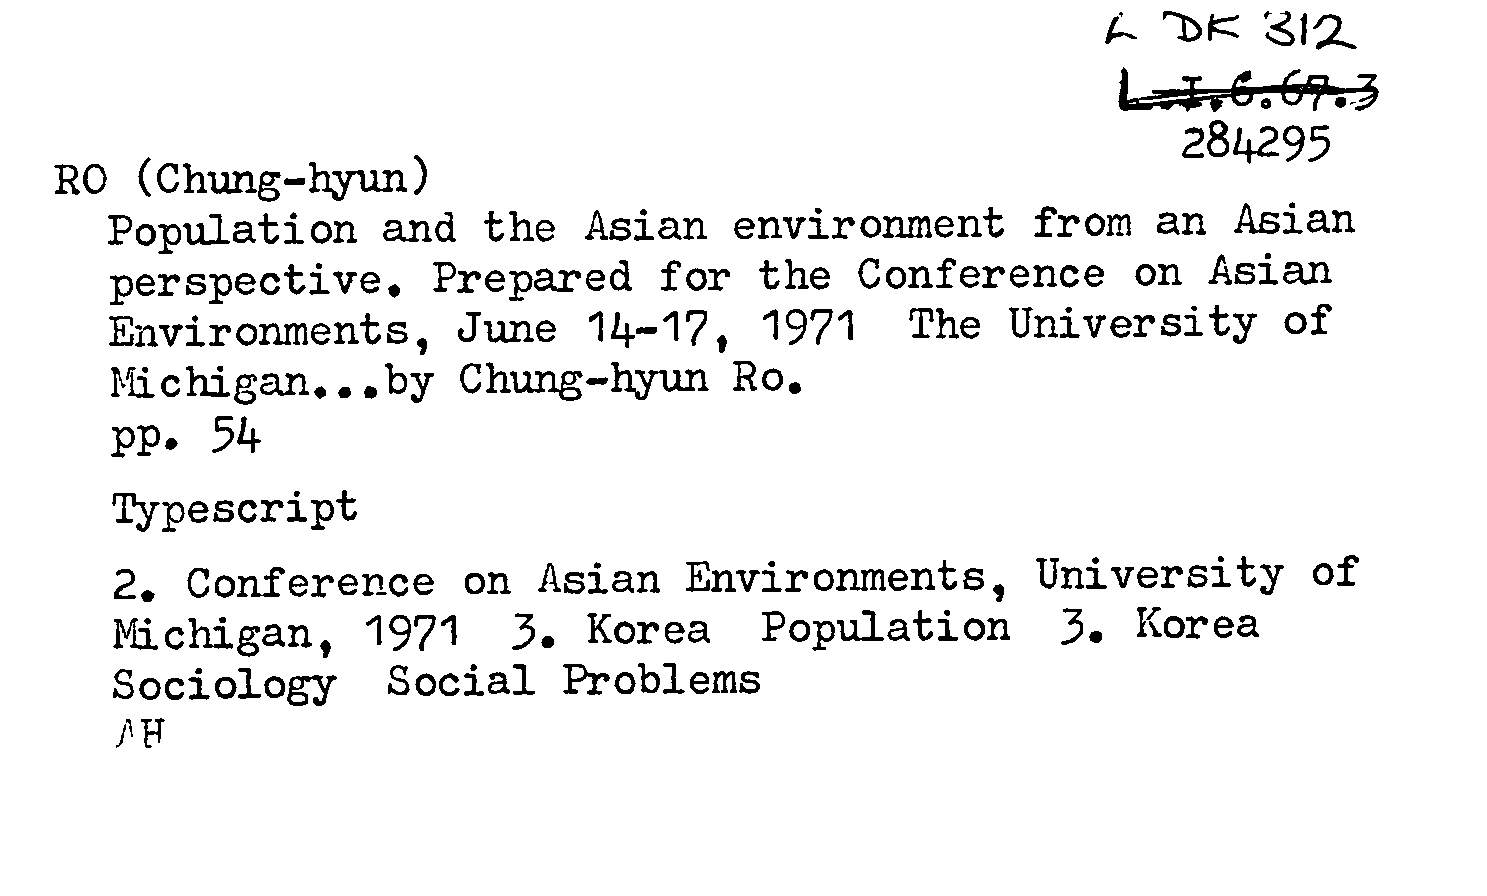 L DK 312
L.I.G.67.3
284295
RO (Chung-hyun)
Population and the Asian environment from an Asian
perspective. Prepared for the Conference on Asian
Environments, June 14-17, 1971 The University of
Michigan...by Chung-hyun Ro.
pp. 54
Typescript
2. Conference on Asian Environments, University of
Michigan, 1971 3. Korea Population 3. Korea
Sociology Social Problems
AH